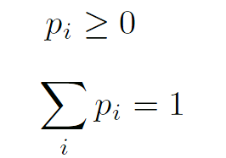 p_i ≥ 0
∑_i p_i = 1